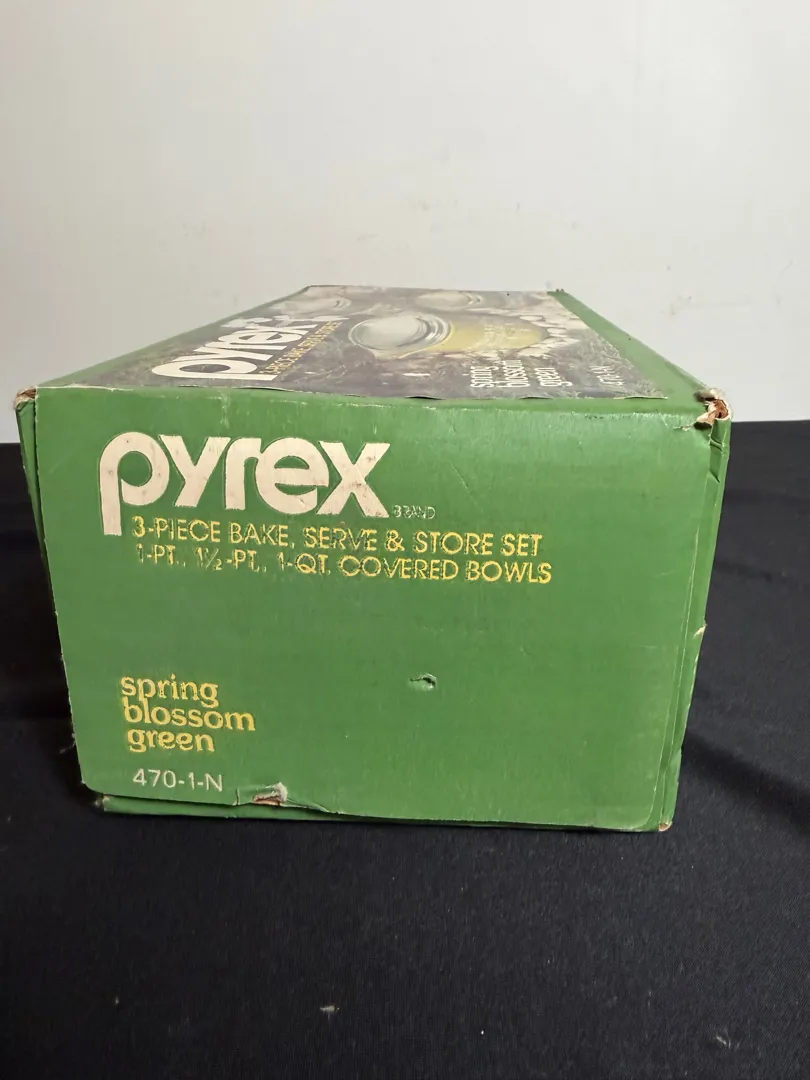 pyrex
spring
blossom
green
pyrex BRAND
3-PIECE BAKE, SERVE & STORE SET
1-PT., 1½-PT., 1-QT. COVERED BOWLS
spring
blossom
green
470-1-N